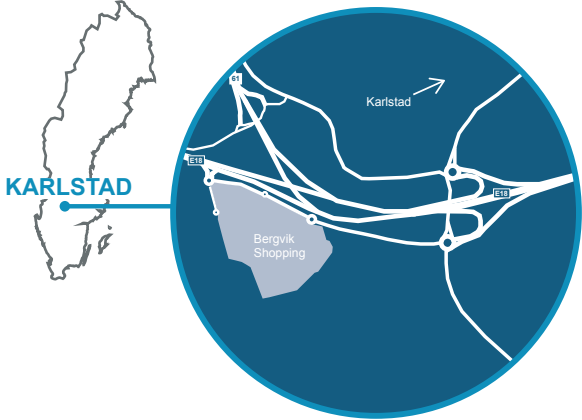 61
Karlstad
E18
KARLSTAD
E18
Bergvik
Shopping